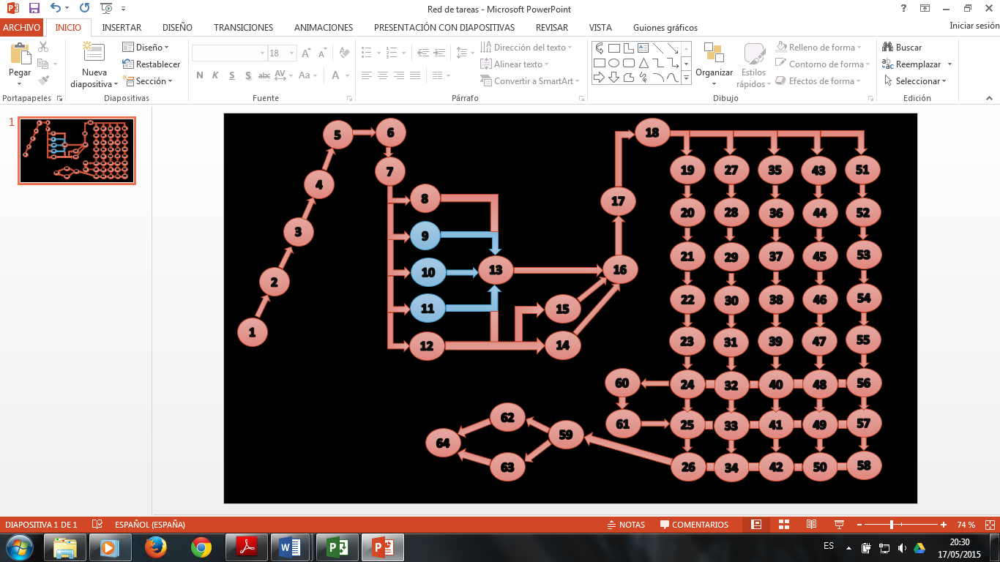 Red de tareas - Microsoft PowerPoint
?
ARCHIVO INICIO INSERTAR DISEÑO TRANSICIONES ANIMACIONES PRESENTACIÓN CON DIAPOSITIVAS REVISAR VISTA Guiones gráficos Iniciar sesión
Pegar
Portapapeles
Nueva diapositiva
Diseño
Restablecer
Sección
Diapositivas
18
N K S S abc AV Aa A
Fuente
Dirección del texto
Alinear texto
Convertir a SmartArt
Párrafo
Organizar
Estilos rápidos
Relleno de forma
Contorno de forma
Efectos de forma
Dibujo
Buscar
Reemplazar
Seleccionar
Edición
1
5 6 18
7 19 27 35 43 51
4 8 17
20 28 36 44 52
3 9
21 29 37 45 53
2 10 13 16
22 30 38 46 54
11 15
1 12 14 23 31 39 47 55
60 24 32 40 48 56
62 61 25 33 41 49 57
64 59
63 26 34 42 50 58
DIAPOSITIVA 1 DE 1 ESPAÑOL (ESPAÑA) NOTAS COMENTARIOS 74 %
ES
20:30
17/05/2015